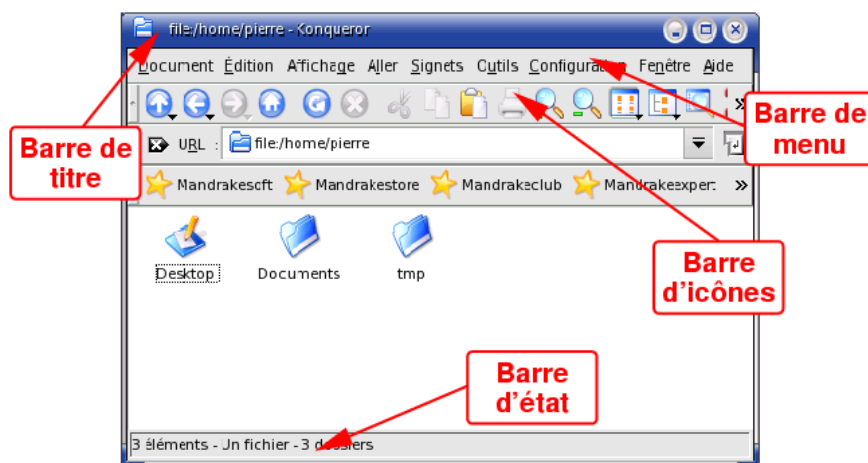 file:/home/pierre - Konqueror
Document Édition Affichage Aller Signets Outils Configuration Fenêtre Aide
Barre de
titre
Barre de
menu
URL : file:/home/pierre
Mandrakesoft Mandrakestore Mandrakeclub Mandrakeexpert
Desktop Documents tmp
Barre
d'icônes
Barre
d'état
3 éléments - Un fichier - 3 dossiers